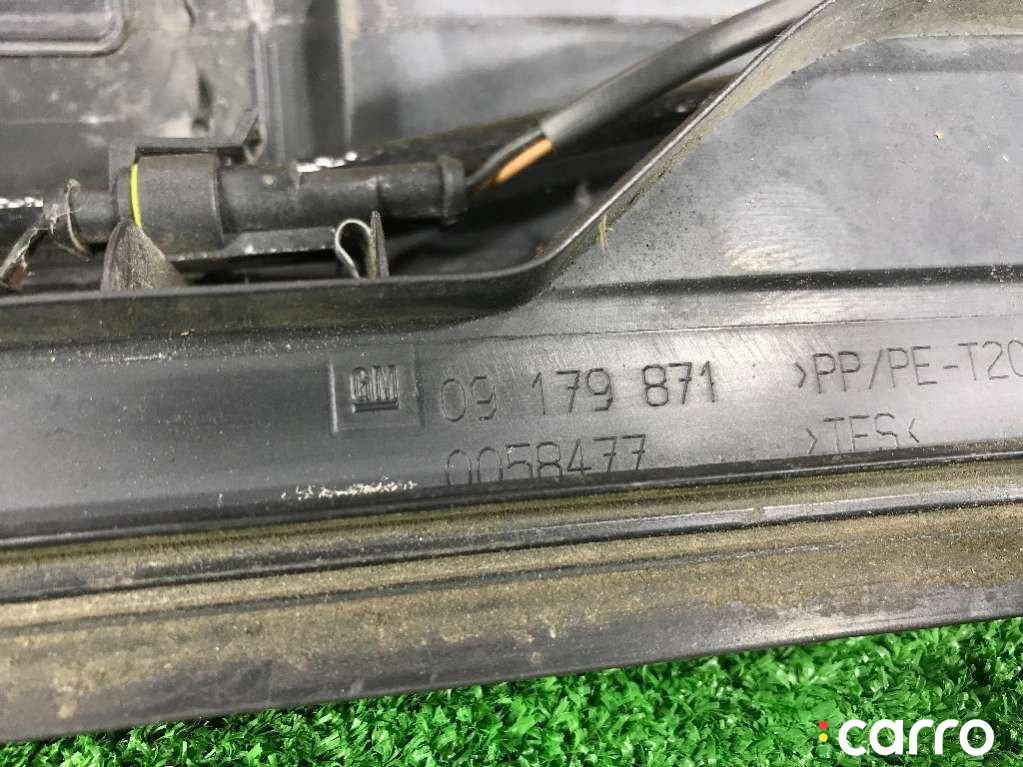 GM 09 179 871 >PP/PE-T20
0058477 >TES<
carro